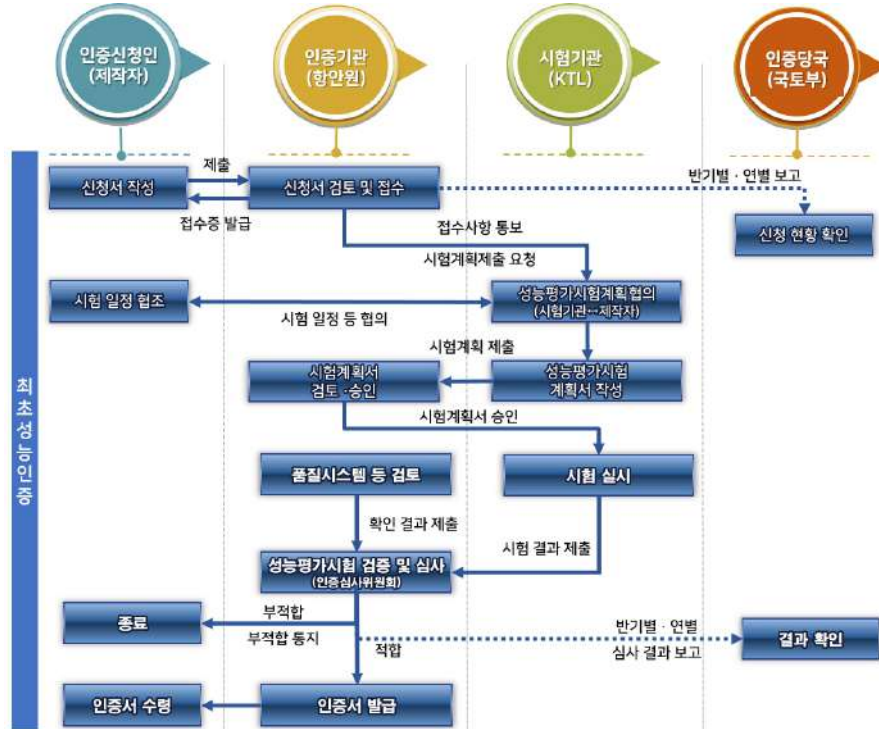 인증신청인
(제작자)
인증기관
(항안원)
시험기관
(KTL)
인증당국
(국토부)
최초성능인증
신청서 작성
제출
접수증 발급
신청서 검토 및 접수
반기별 · 연별 보고
신청 현황 확인
접수사항 통보
시험계획제출 요청
시험 일정 협조
시험 일정 등 협의
성능평가시험계획협의
(시험기관↔제작자)
시험계획 제출
시험계획서
검토 ·승인
성능평가시험
계획서 작성
시험계획서 승인
품질시스템 등 검토
시험 실시
확인 결과 제출
시험 결과 제출
성능평가시험 검증 및 심사
(인증심사위원회)
종료
부적합
부적합 통지
적합
반기별 · 연별
심사 결과 보고
결과 확인
인증서 수령
인증서 발급